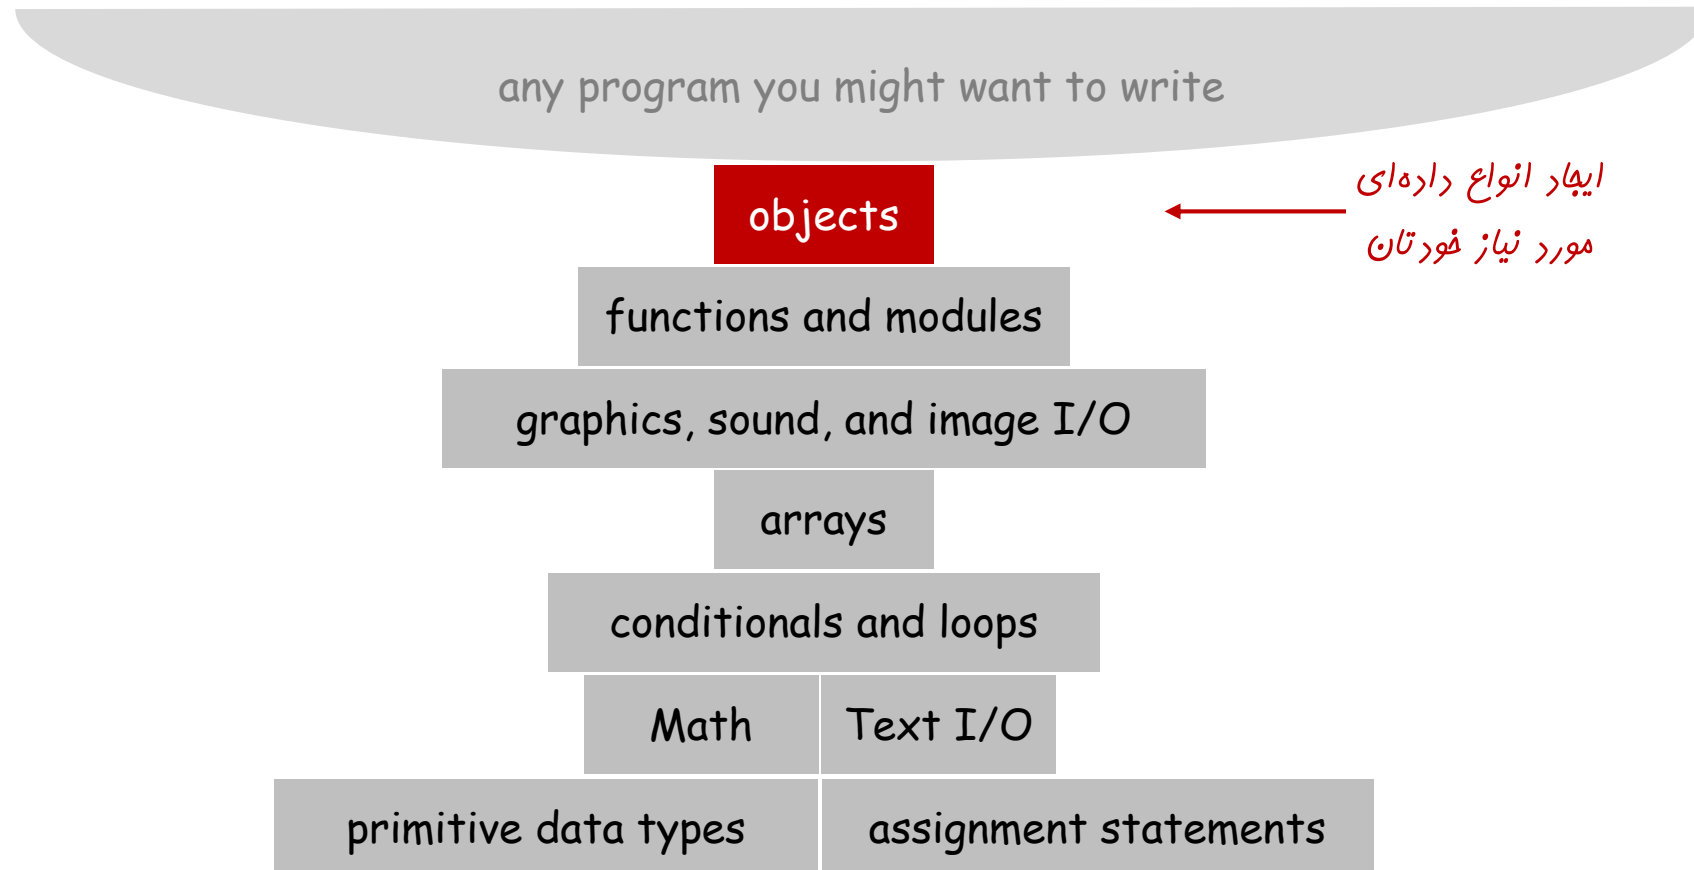 any program you might want to write
objects
ایجاد انواع داده‌ای
مورد نیاز خودتان
functions and modules
graphics, sound, and image I/O
arrays
conditionals and loops
Math
Text I/O
primitive data types
assignment statements